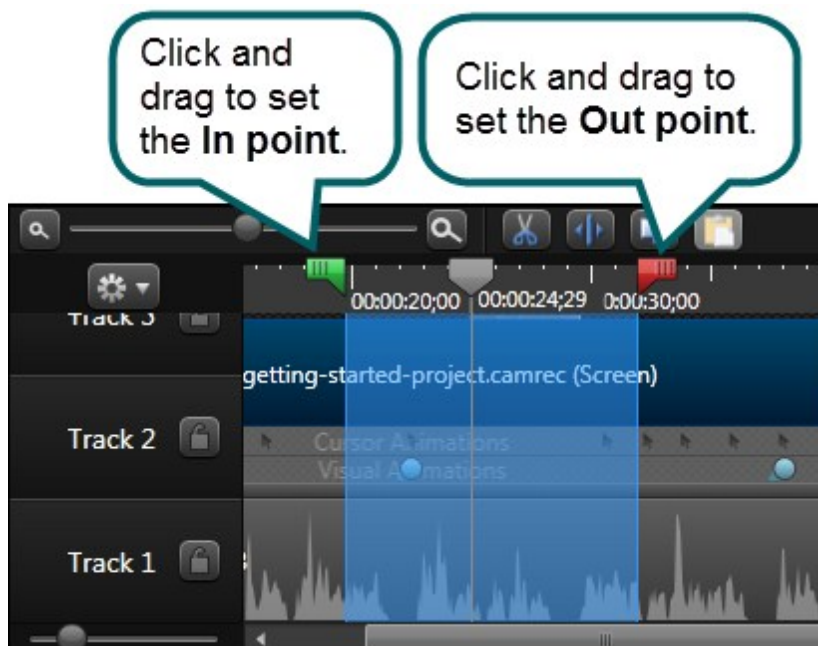 Click and
drag to set
the In point.
Click and drag to
set the Out point.
00:00:20;00 00:00:24;29 0:00:30;00
Track 3
getting-started-project.camrec (Screen)
Track 2
Cursor Animations
Visual Animations
Track 1